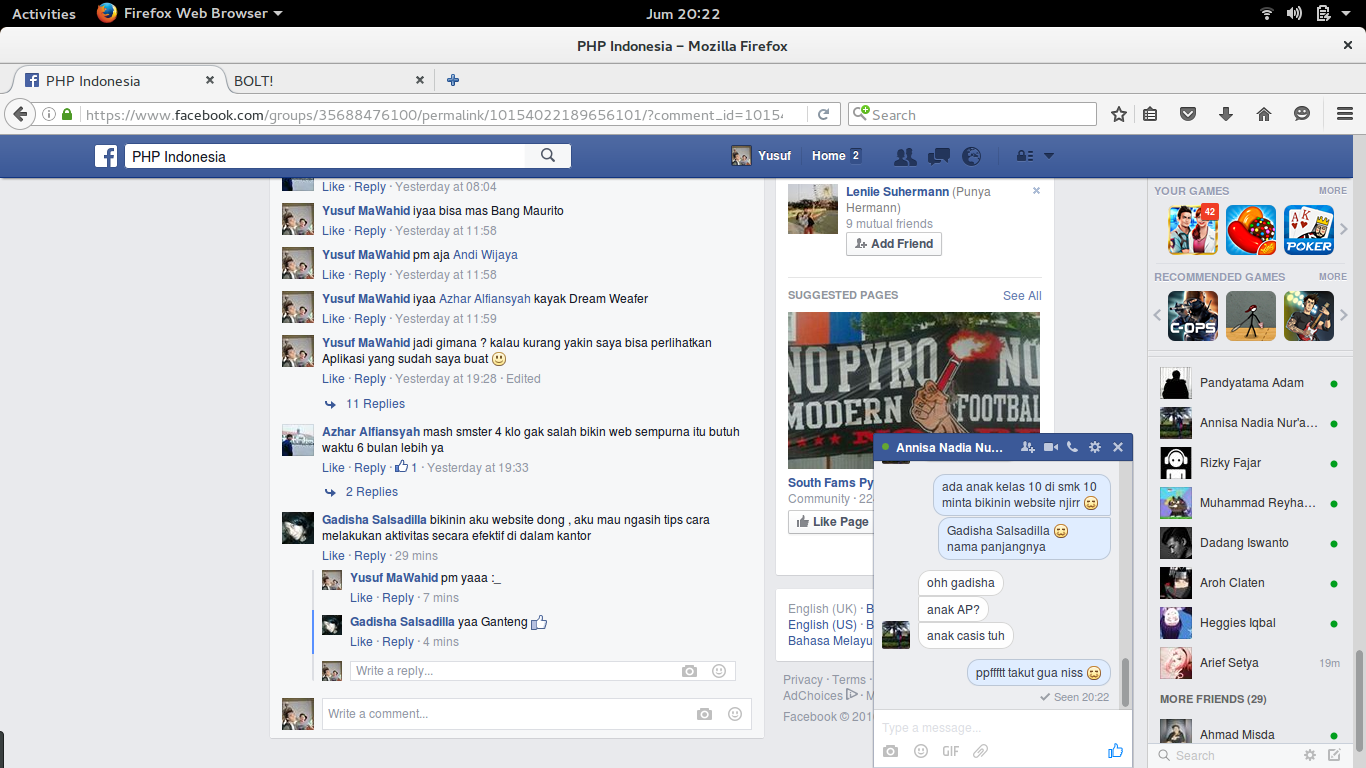 Activities
Firefox Web Browser
Jum 20:22
PHP Indonesia – Mozilla Firefox
PHP Indonesia
BOLT!
https://www.facebook.com/groups/35688476100/permalink/10154022189656101/?comment_id=1015
Search
PHP Indonesia
Yusuf
Home 2
Like · Reply · Yesterday at 08:04
Yusuf MaWahid iyaa bisa mas Bang Maurito
Like · Reply · Yesterday at 11:58
Yusuf MaWahid pm aja Andi Wijaya
Like · Reply · Yesterday at 11:58
Yusuf MaWahid iyaa Azhar Alfiansyah kayak Dream Weafer
Like · Reply · Yesterday at 11:59
Yusuf MaWahid jadi gimana ? kalau kurang yakin saya bisa perlihatkan
Aplikasi yang sudah saya buat
Like · Reply · Yesterday at 19:28 · Edited
11 Replies
Azhar Alfiansyah mash smster 4 klo gak salah bikin web sempurna itu butuh
waktu 6 bulan lebih ya
Like · Reply · 1 · Yesterday at 19:33
2 Replies
Gadisha Salsadilla bikinin aku website dong , aku mau ngasih tips cara
melakukan aktivitas secara efektif di dalam kantor
Like · Reply · 29 mins
Yusuf MaWahid pm yaaa :_
Like · Reply · 7 mins
Gadisha Salsadilla yaa Ganteng
Like · Reply · 4 mins
Write a reply...
Write a comment...
Leniie Suhermann (Punya
Hermann)
9 mutual friends
Add Friend
SUGGESTED PAGES
See All
NO PYRO NO
MODERN FOOTBAL
South Fams Py
Community · 22
Like Page
English (UK) · B
English (US) · B
Bahasa Melayu
Privacy · Terms ·
AdChoices · M
Facebook © 201
Annisa Nadia Nu...
ada anak kelas 10 di smk 10
minta bikinin website njirr
Gadisha Salsadilla
nama panjangnya
ohh gadisha
anak AP?
anak casis tuh
ppfffft takut gua niss
Seen 20:22
Type a message...
GIF
YOUR GAMES
MORE
42
K
A
POKER
RECOMMENDED GAMES
MORE
C-OPS
Pandyatama Adam
Annisa Nadia Nur'a...
Rizky Fajar
Muhammad Reyha...
Dadang Iswanto
Aroh Claten
Heggies Iqbal
Arief Setya
19m
MORE FRIENDS (29)
Ahmad Misda
Search